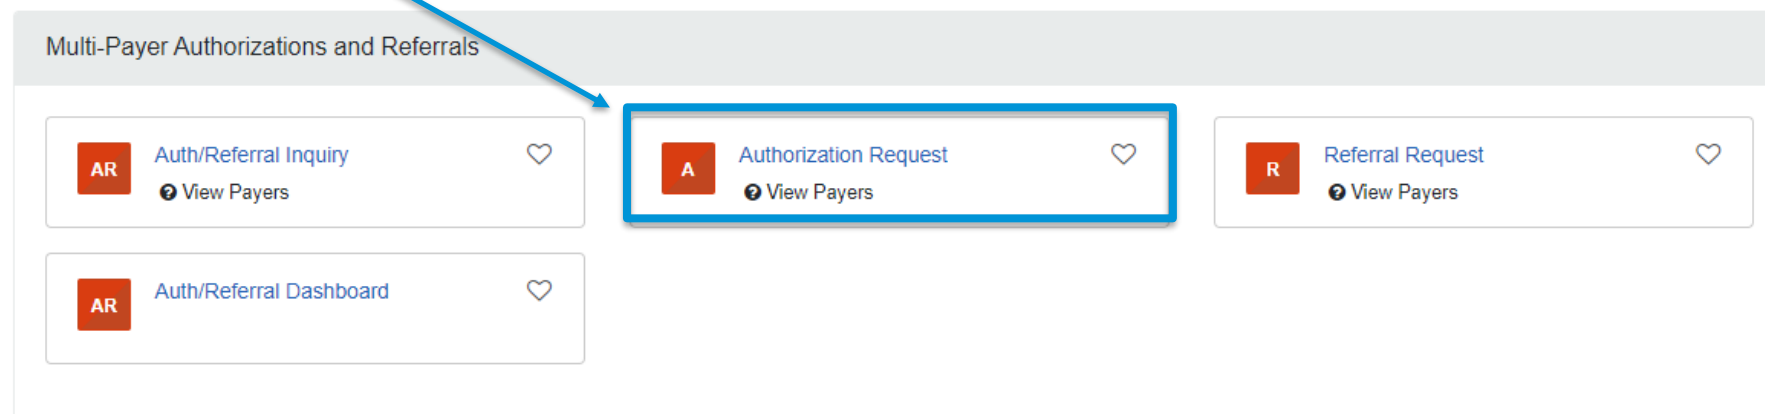 Multi-Payer Authorizations and Referrals
AR
Auth/Referral Inquiry
? View Payers
A
Authorization Request
? View Payers
R
Referral Request
? View Payers
AR
Auth/Referral Dashboard